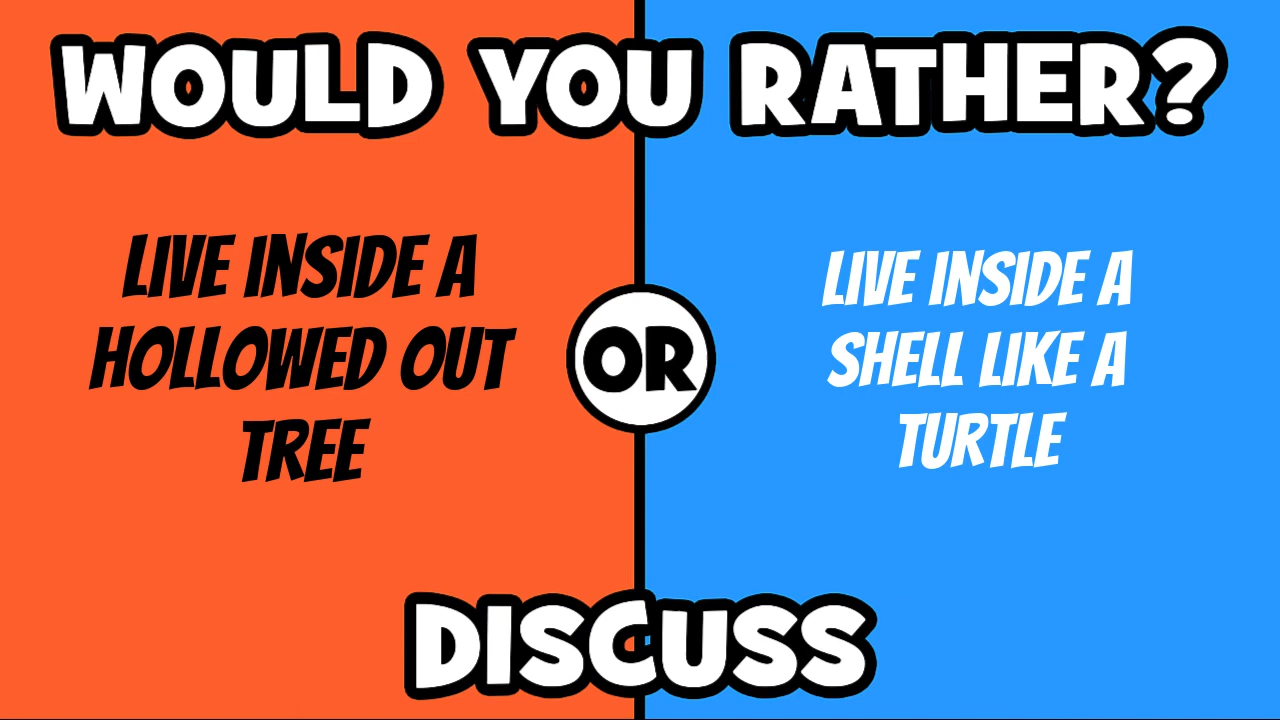 WOULD YOU RATHER?
LIVE INSIDE A
HOLLOWED OUT
TREE
OR
LIVE INSIDE A
SHELL LIKE A
TURTLE
DISCUSS